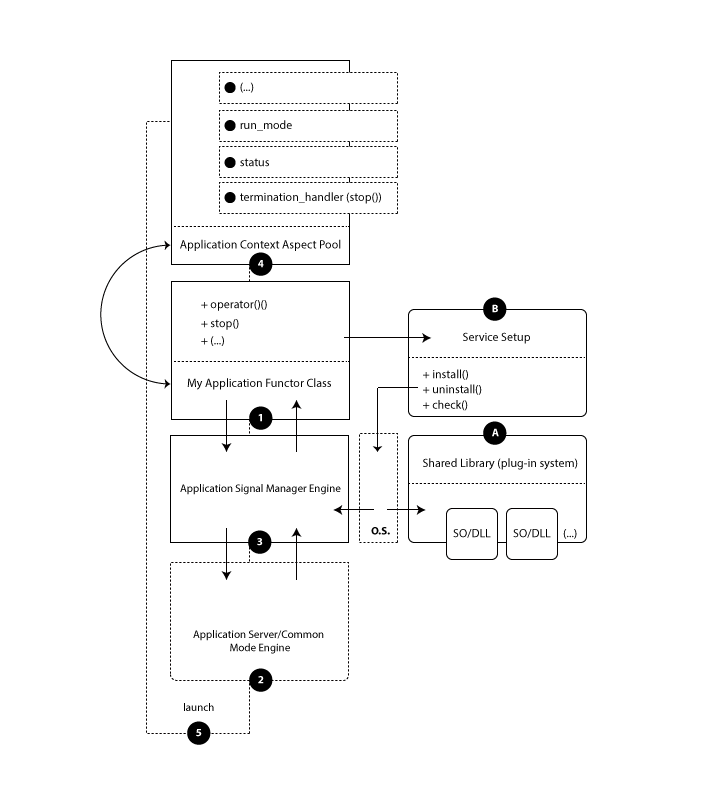 (...)
run_mode
status
termination_handler (stop())
Application Context Aspect Pool
4
+ operator()()
+ stop()
+ (...)
My Application Functor Class
1
B
Service Setup
+ install()
+ uninstall()
+ check()
A
Shared Library (plug-in system)
SO/DLL
SO/DLL
(...)
O.S.
Application Signal Manager Engine
3
Application Server/Common
Mode Engine
2
launch
5